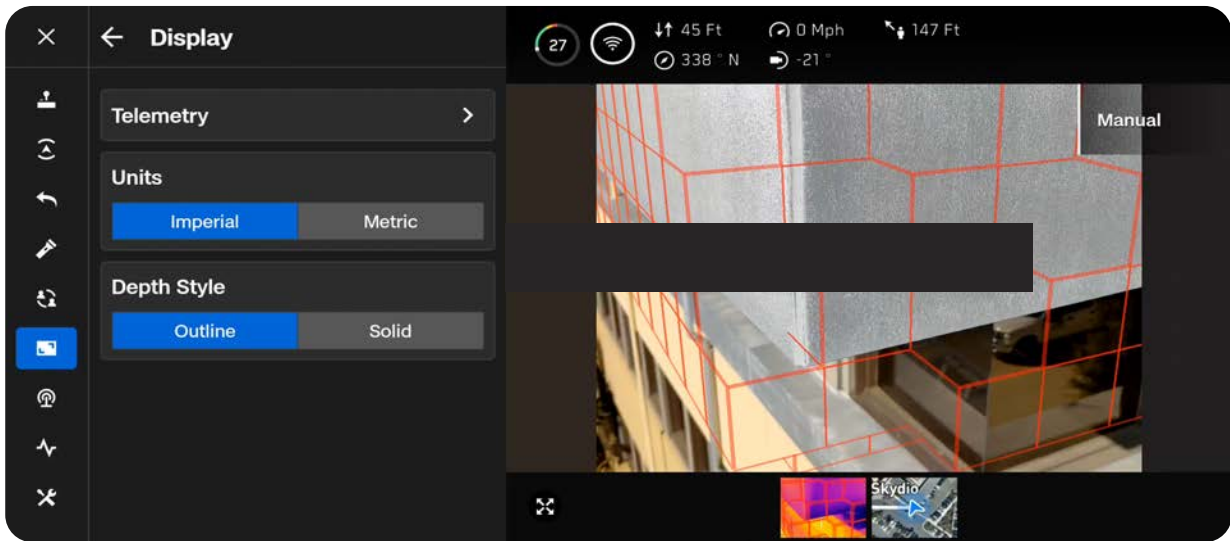 Display
Telemetry
Units
Imperial Metric
Depth Style
Outline Solid
27
45 Ft 0 Mph 147 Ft
338 ° N -21 °
Manual
Skydio